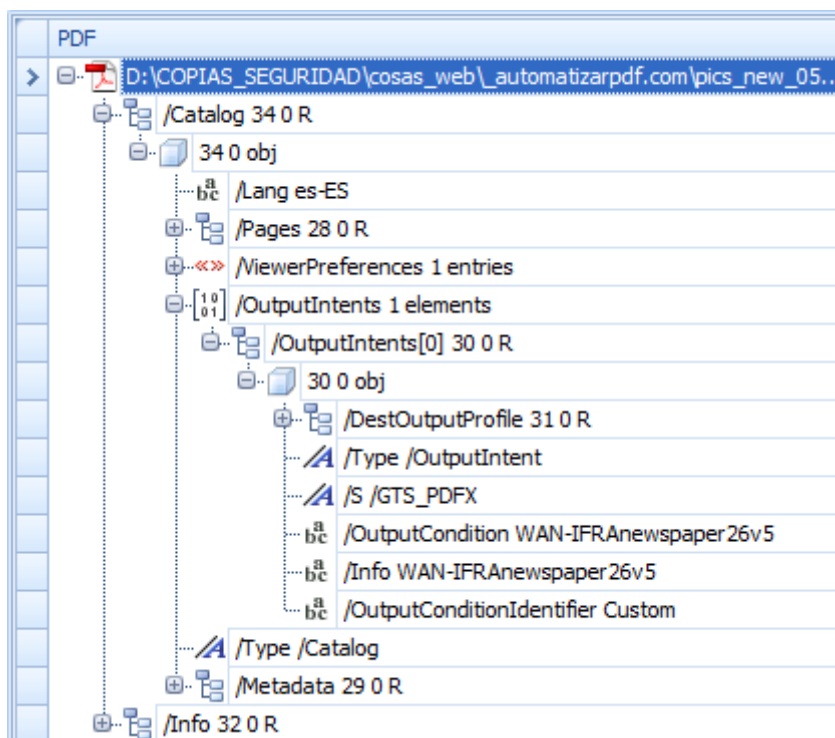 PDF
D:\COPIAS_SEGURIDAD\cosas_web\_automatizarpdf.com\pics_new_05...
/Catalog 34 0 R
34 0 obj
/Lang es-ES
/Pages 28 0 R
/ViewerPreferences 1 entries
/OutputIntents 1 elements
/OutputIntents[0] 30 0 R
30 0 obj
/DestOutputProfile 31 0 R
/Type /OutputIntent
/S /GTS_PDFX
/OutputCondition WAN-IFRAnewspaper26v5
/Info WAN-IFRAnewspaper26v5
/OutputConditionIdentifier Custom
/Type /Catalog
/Metadata 29 0 R
/Info 32 0 R